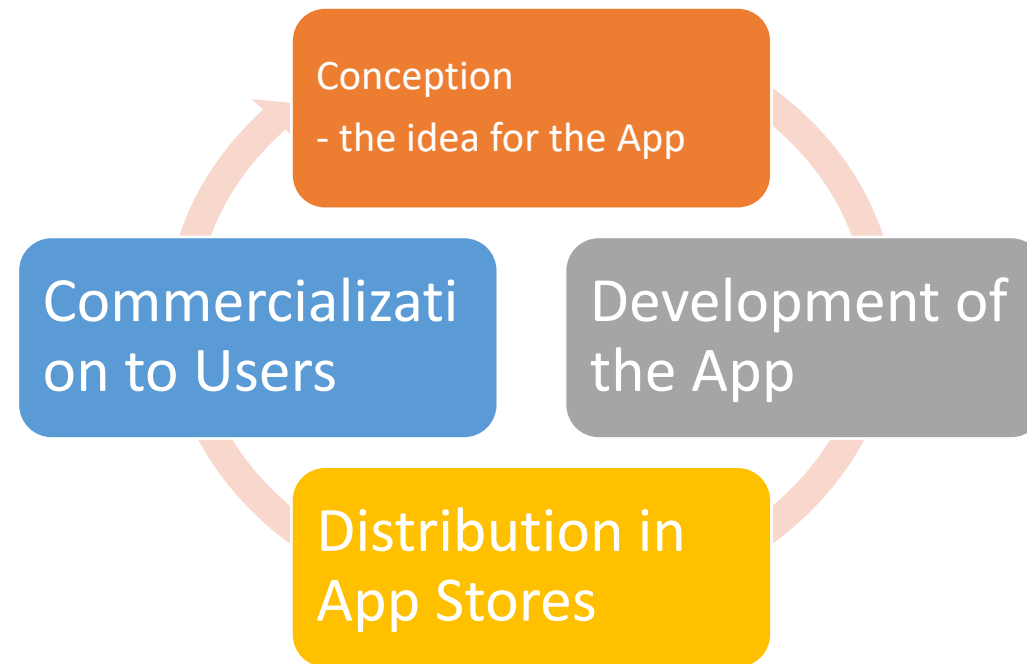 Conception
- the idea for the App
Commercializati
on to Users
Development of
the App
Distribution in
App Stores